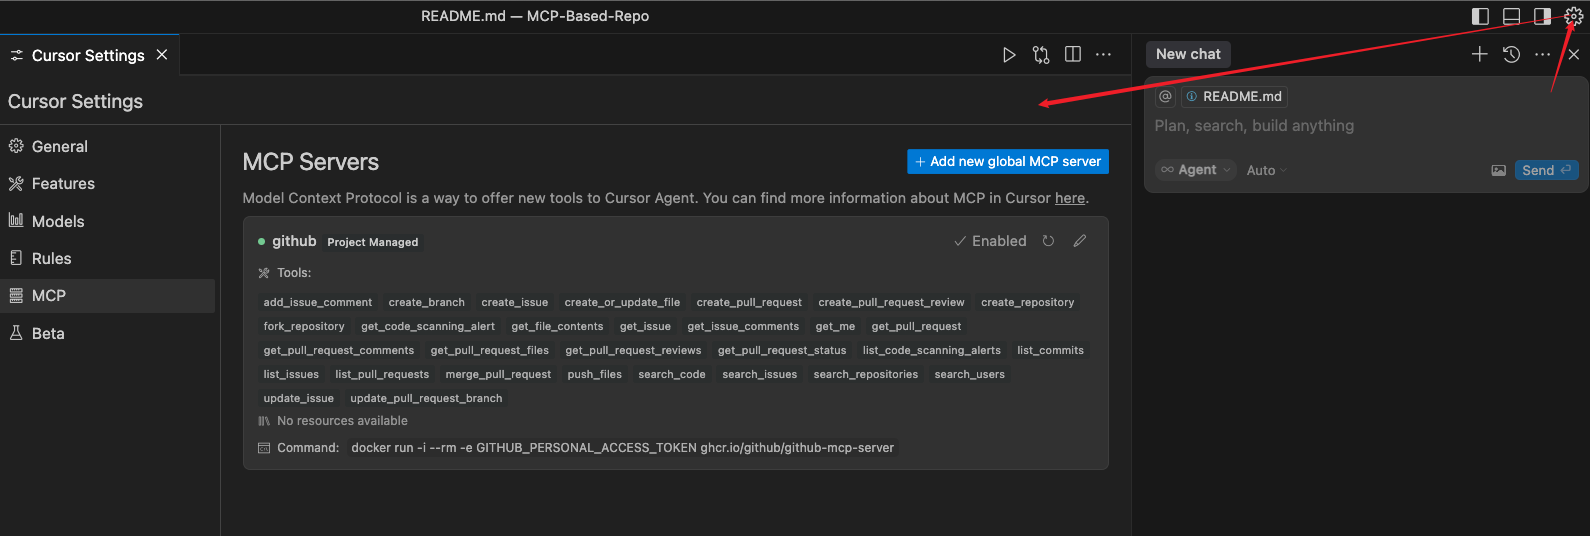 README.md — MCP-Based-Repo
Cursor Settings
New chat
Cursor Settings
@ README.md
Plan, search, build anything
Agent Auto Send
General
Features
Models
Rules
MCP
Beta
MCP Servers
+ Add new global MCP server
Model Context Protocol is a way to offer new tools to Cursor Agent. You can find more information about MCP in Cursor here.
github Project Managed Enabled
Tools:
add_issue_comment create_branch create_issue create_or_update_file create_pull_request create_pull_request_review create_repository
fork_repository get_code_scanning_alert get_file_contents get_issue get_issue_comments get_me get_pull_request
get_pull_request_comments get_pull_request_files get_pull_request_reviews get_pull_request_status list_code_scanning_alerts list_commits
list_issues list_pull_requests merge_pull_request push_files search_code search_issues search_repositories search_users
update_issue update_pull_request_branch
No resources available
Command: docker run -i --rm -e GITHUB_PERSONAL_ACCESS_TOKEN ghcr.io/github/github-mcp-server